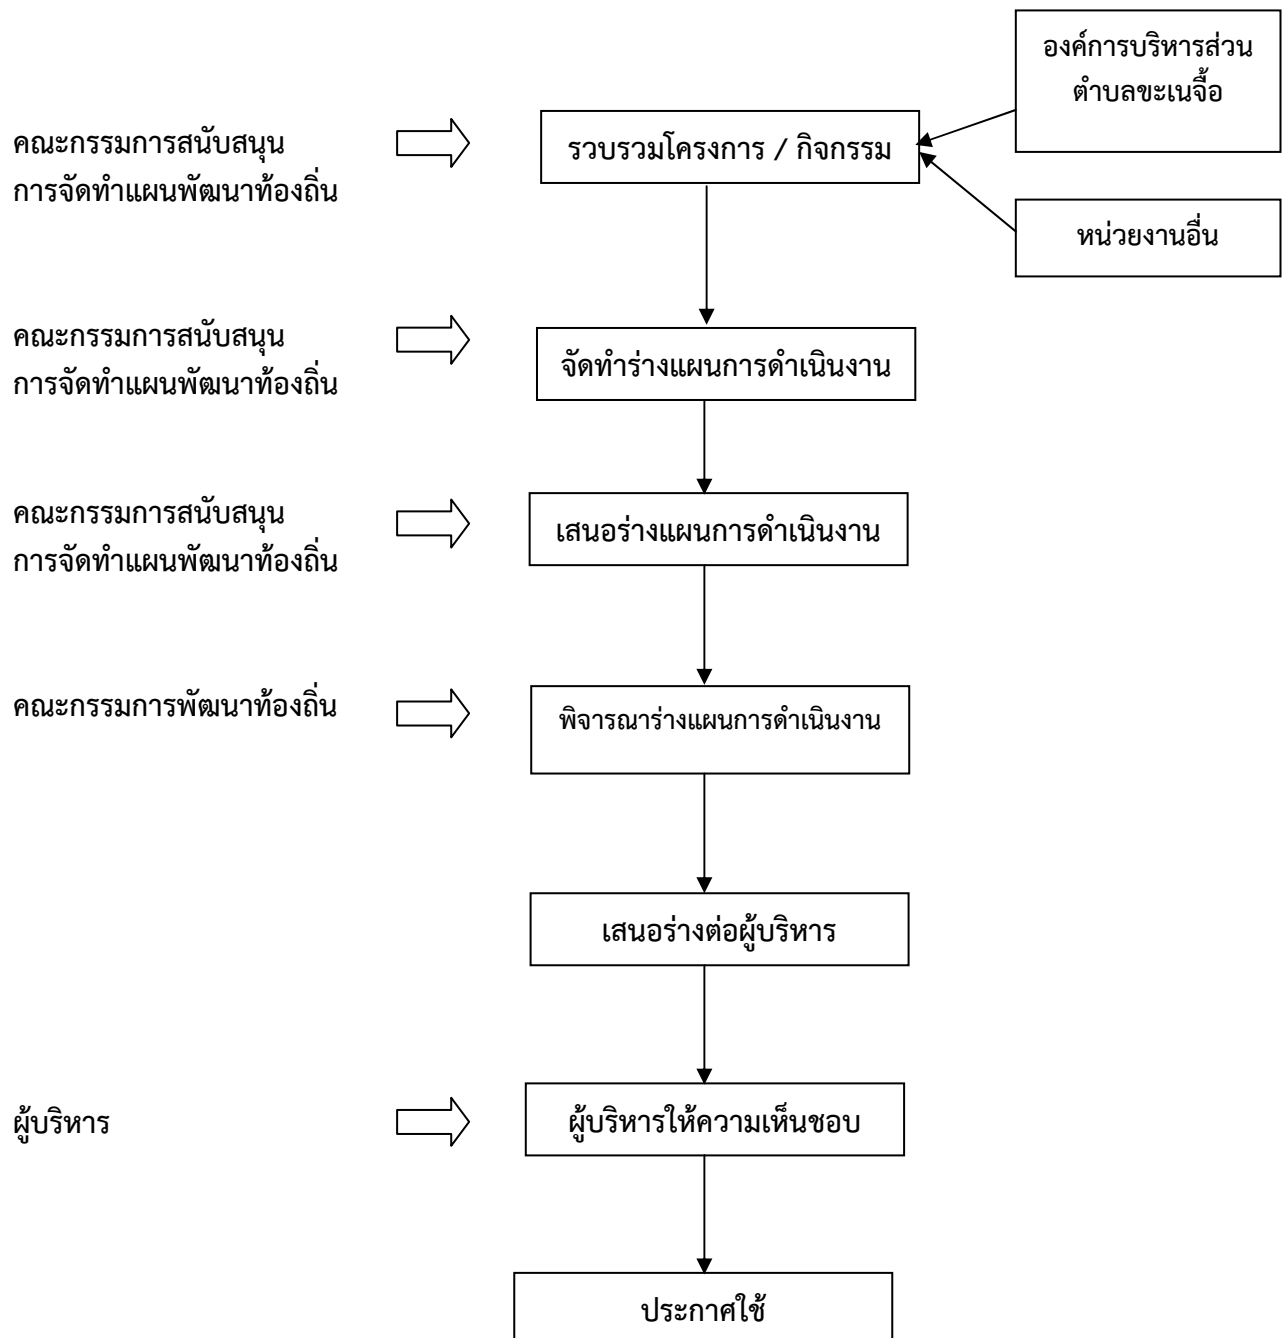 องค์การบริหารส่วน
ตำบลขะเนจื้อ
คณะกรรมการสนับสนุน
การจัดทำแผนพัฒนาท้องถิ่น
รวบรวมโครงการ / กิจกรรม
หน่วยงานอื่น
คณะกรรมการสนับสนุน
การจัดทำแผนพัฒนาท้องถิ่น
จัดทำร่างแผนการดำเนินงาน
คณะกรรมการสนับสนุน
การจัดทำแผนพัฒนาท้องถิ่น
เสนอร่างแผนการดำเนินงาน
คณะกรรมการพัฒนาท้องถิ่น
พิจารณาร่างแผนการดำเนินงาน
เสนอร่างต่อผู้บริหาร
ผู้บริหาร
ผู้บริหารให้ความเห็นชอบ
ประกาศใช้